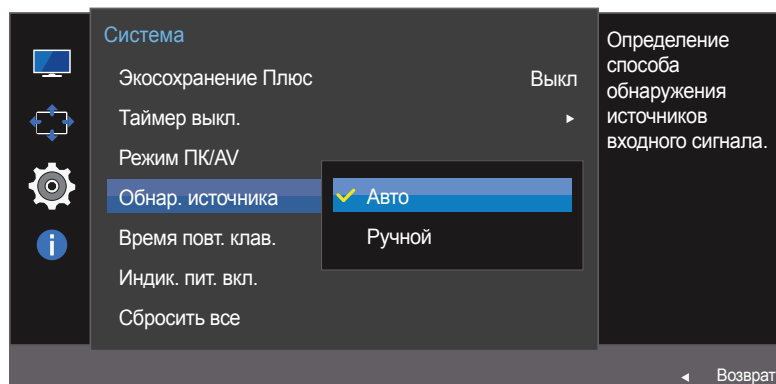 Система
Экосохранение Плюс Выкл
Таймер выкл.
Режим ПК/AV
Обнар. источника
Авто
Ручной
Время повт. клав.
Индик. пит. вкл.
Сбросить все
Определение
способа
обнаружения
источников
входного сигнала.
Возврат